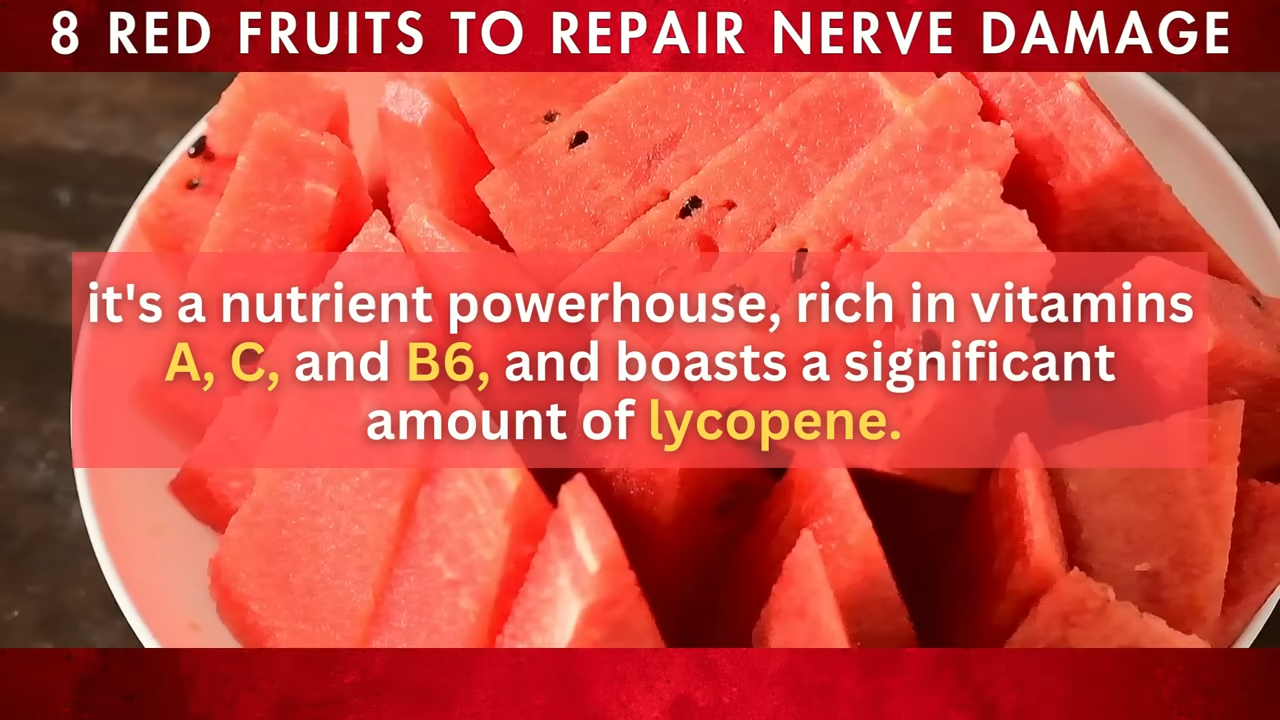 8 RED FRUITS TO REPAIR NERVE DAMAGE
it's a nutrient powerhouse, rich in vitamins
A, C, and B6, and boasts a significant
amount of lycopene.